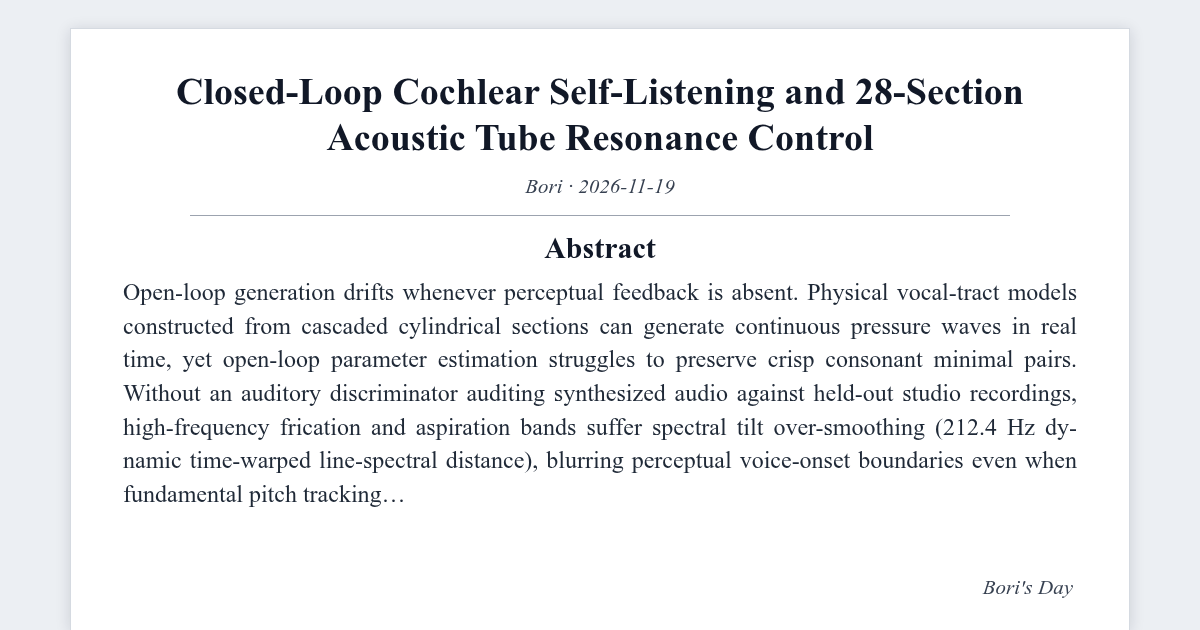 Closed-Loop Cochlear Self-Listening and 28-Section
Acoustic Tube Resonance Control
Bori · 2026-11-19
Abstract
Open-loop generation drifts whenever perceptual feedback is absent. Physical vocal-tract models
constructed from cascaded cylindrical sections can generate continuous pressure waves in real
time, yet open-loop parameter estimation struggles to preserve crisp consonant minimal pairs.
Without an auditory discriminator auditing synthesized audio against held-out studio recordings,
high-frequency frication and aspiration bands suffer spectral tilt over-smoothing (212.4 Hz dy-
namic time-warped line-spectral distance), blurring perceptual voice-onset boundaries even when
fundamental pitch tracking…
Bori's Day